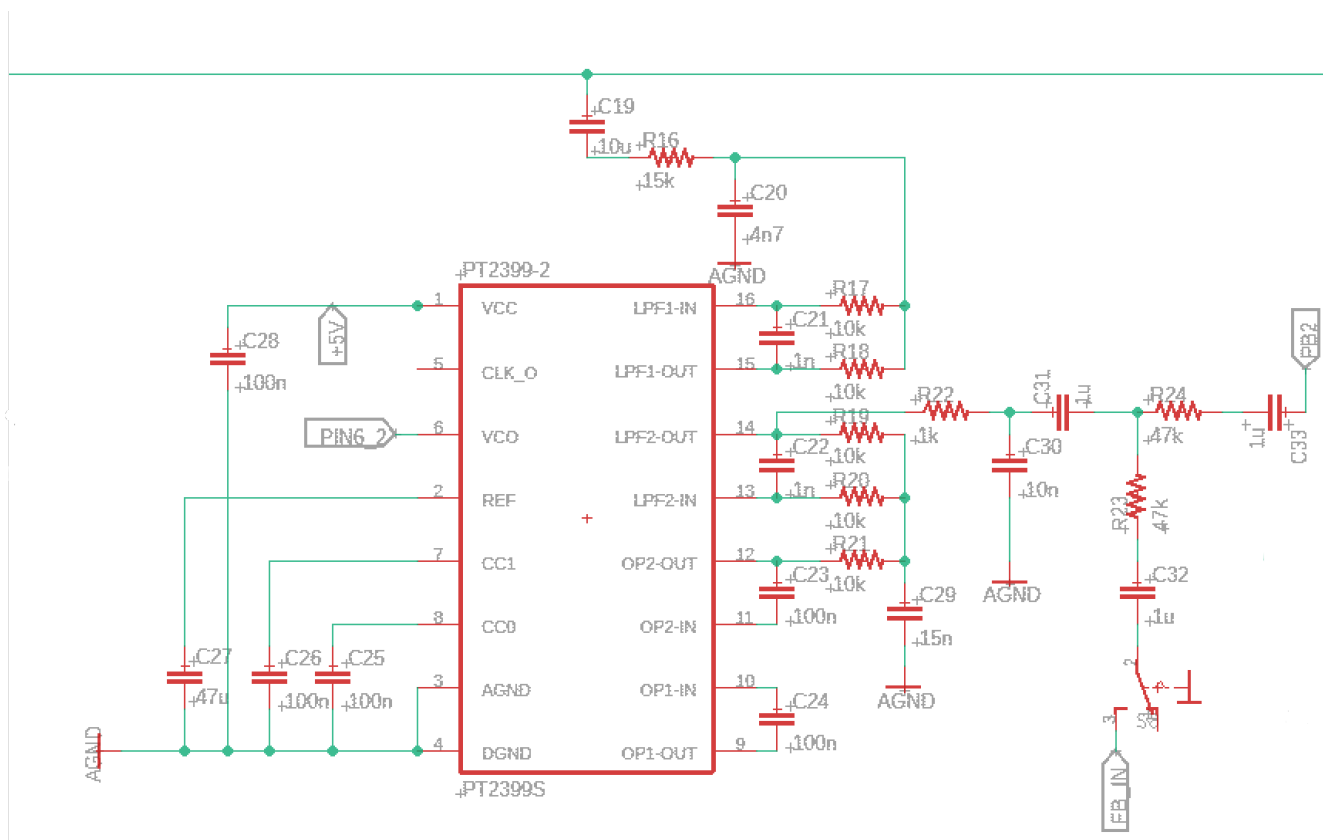 C19
10u
R16
15k
C20
4n7
AGND
PT2399-2
1
VCC
LPF1-IN
16
R17
10k
C21
1n
+5V
C28
100n
5
CLK_O
LPF1-OUT
15
R18
10k
PB2
C31
1u
R22
1k
R24
47k
1u
C33
PIN6_2
6
VCO
LPF2-OUT
14
R19
10k
C22
1n
C30
10n
2
REF
LPF2-IN
13
R20
10k
R23
47k
7
CC1
OP2-OUT
12
R21
10k
C23
100n
C29
15n
AGND
C32
1u
8
CC0
OP2-IN
11
C27
47u
C26
100n
C25
100n
3
AGND
OP1-IN
10
C24
100n
AGND
2
3
AGND
4
DGND
OP1-OUT
9
PT2399S
FB_IN